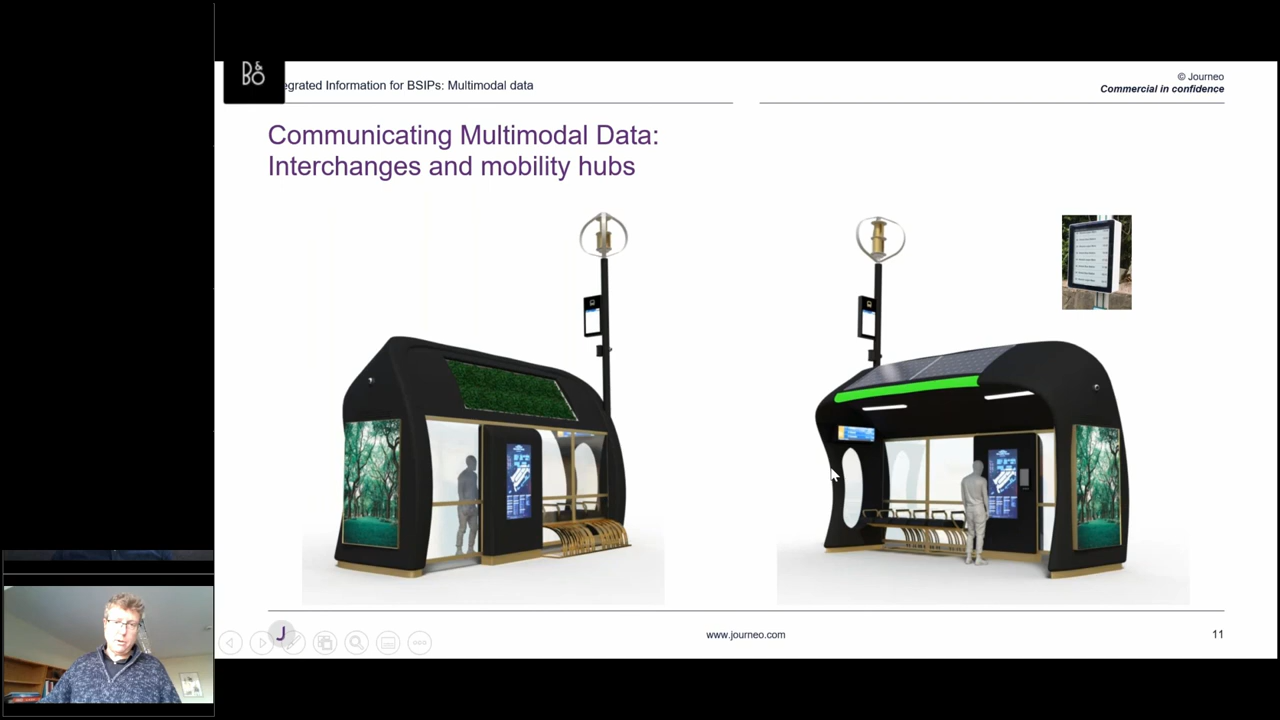 B&O
egrated Information for BSIPs: Multimodal data
© Journeo
Commercial in confidence
Communicating Multimodal Data:
Interchanges and mobility hubs
J
www.journeo.com
11